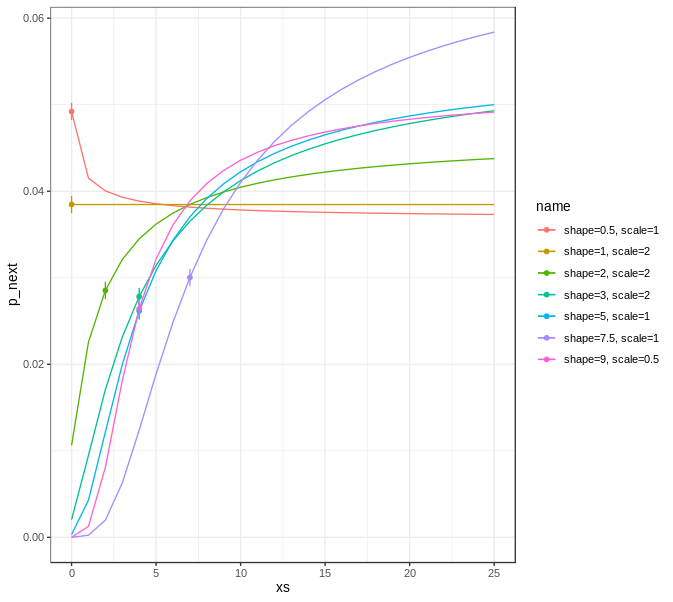 0.06
0.04
0.02
0.00
p_next
0
5
10
15
20
25
xs
name
shape=0.5, scale=1
shape=1, scale=2
shape=2, scale=2
shape=3, scale=2
shape=5, scale=1
shape=7.5, scale=1
shape=9, scale=0.5